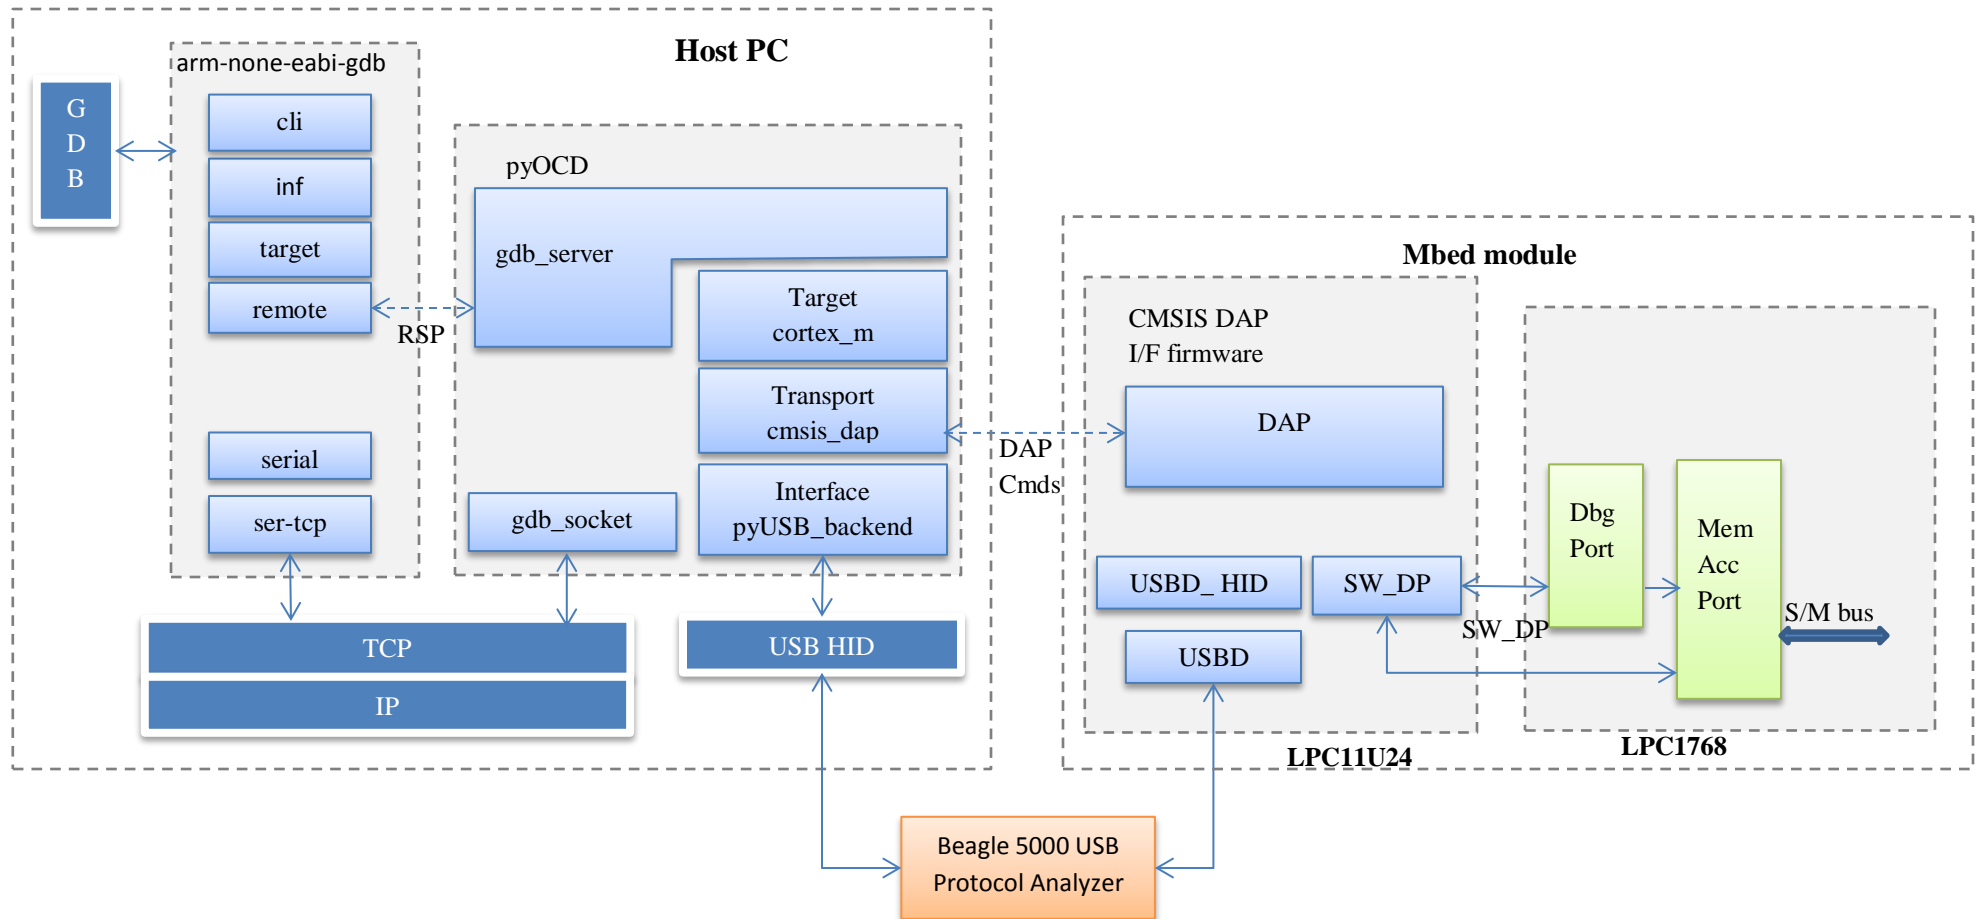 Host PC
arm-none-eabi-gdb
G
D
B
cli
inf
target
remote
serial
ser-tcp
RSP
pyOCD
gdb_server
Target
cortex_m
Transport
cmsis_dap
Interface
pyUSB_backend
gdb_socket
TCP
IP
USB HID
DAP
Cmds
Mbed module
CMSIS DAP
I/F firmware
DAP
USBD_ HID
SW_DP
USBD
SW_DP
LPC11U24
Dbg
Port
Mem
Acc
Port
S/M bus
LPC1768
Beagle 5000 USB
Protocol Analyzer